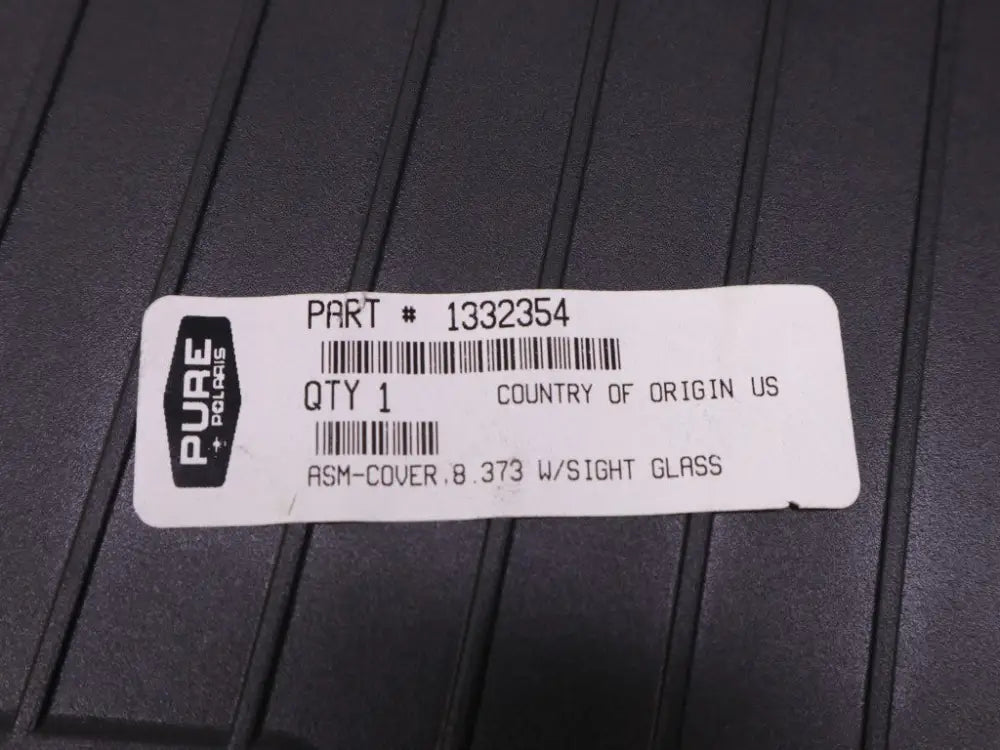 PURE
POLARIS
PART # 1332354
QTY 1 COUNTRY OF ORIGIN US
ASM-COVER,8.373 W/SIGHT GLASS